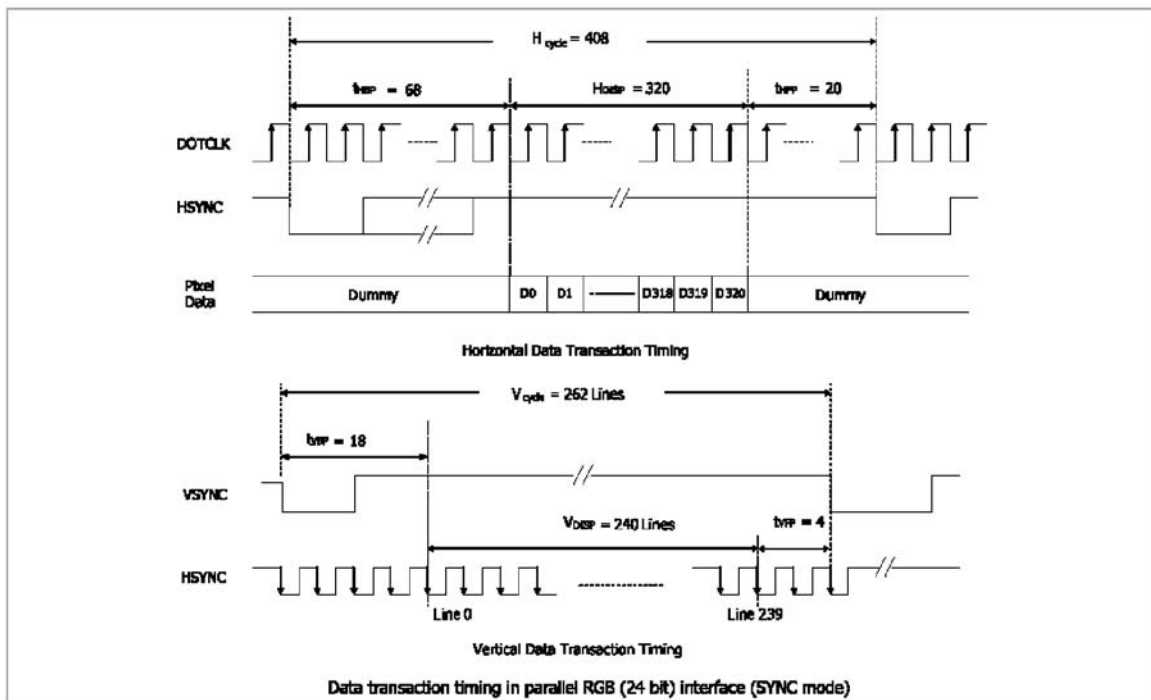 H cycle = 408
tHBP = 68
HDISP = 320
tHFP = 20
DOTCLK
HSYNC
Pixel
Data
Dummy
D0
D1
D318
D319
D320
Dummy
Horizontal Data Transaction Timing
V cycle = 262 Lines
tVBP = 18
VSYNC
VDISP = 240 Lines
tVFP = 4
HSYNC
Line 0
Line 239
Vertical Data Transaction Timing
Data transaction timing in parallel RGB (24 bit) interface (SYNC mode)